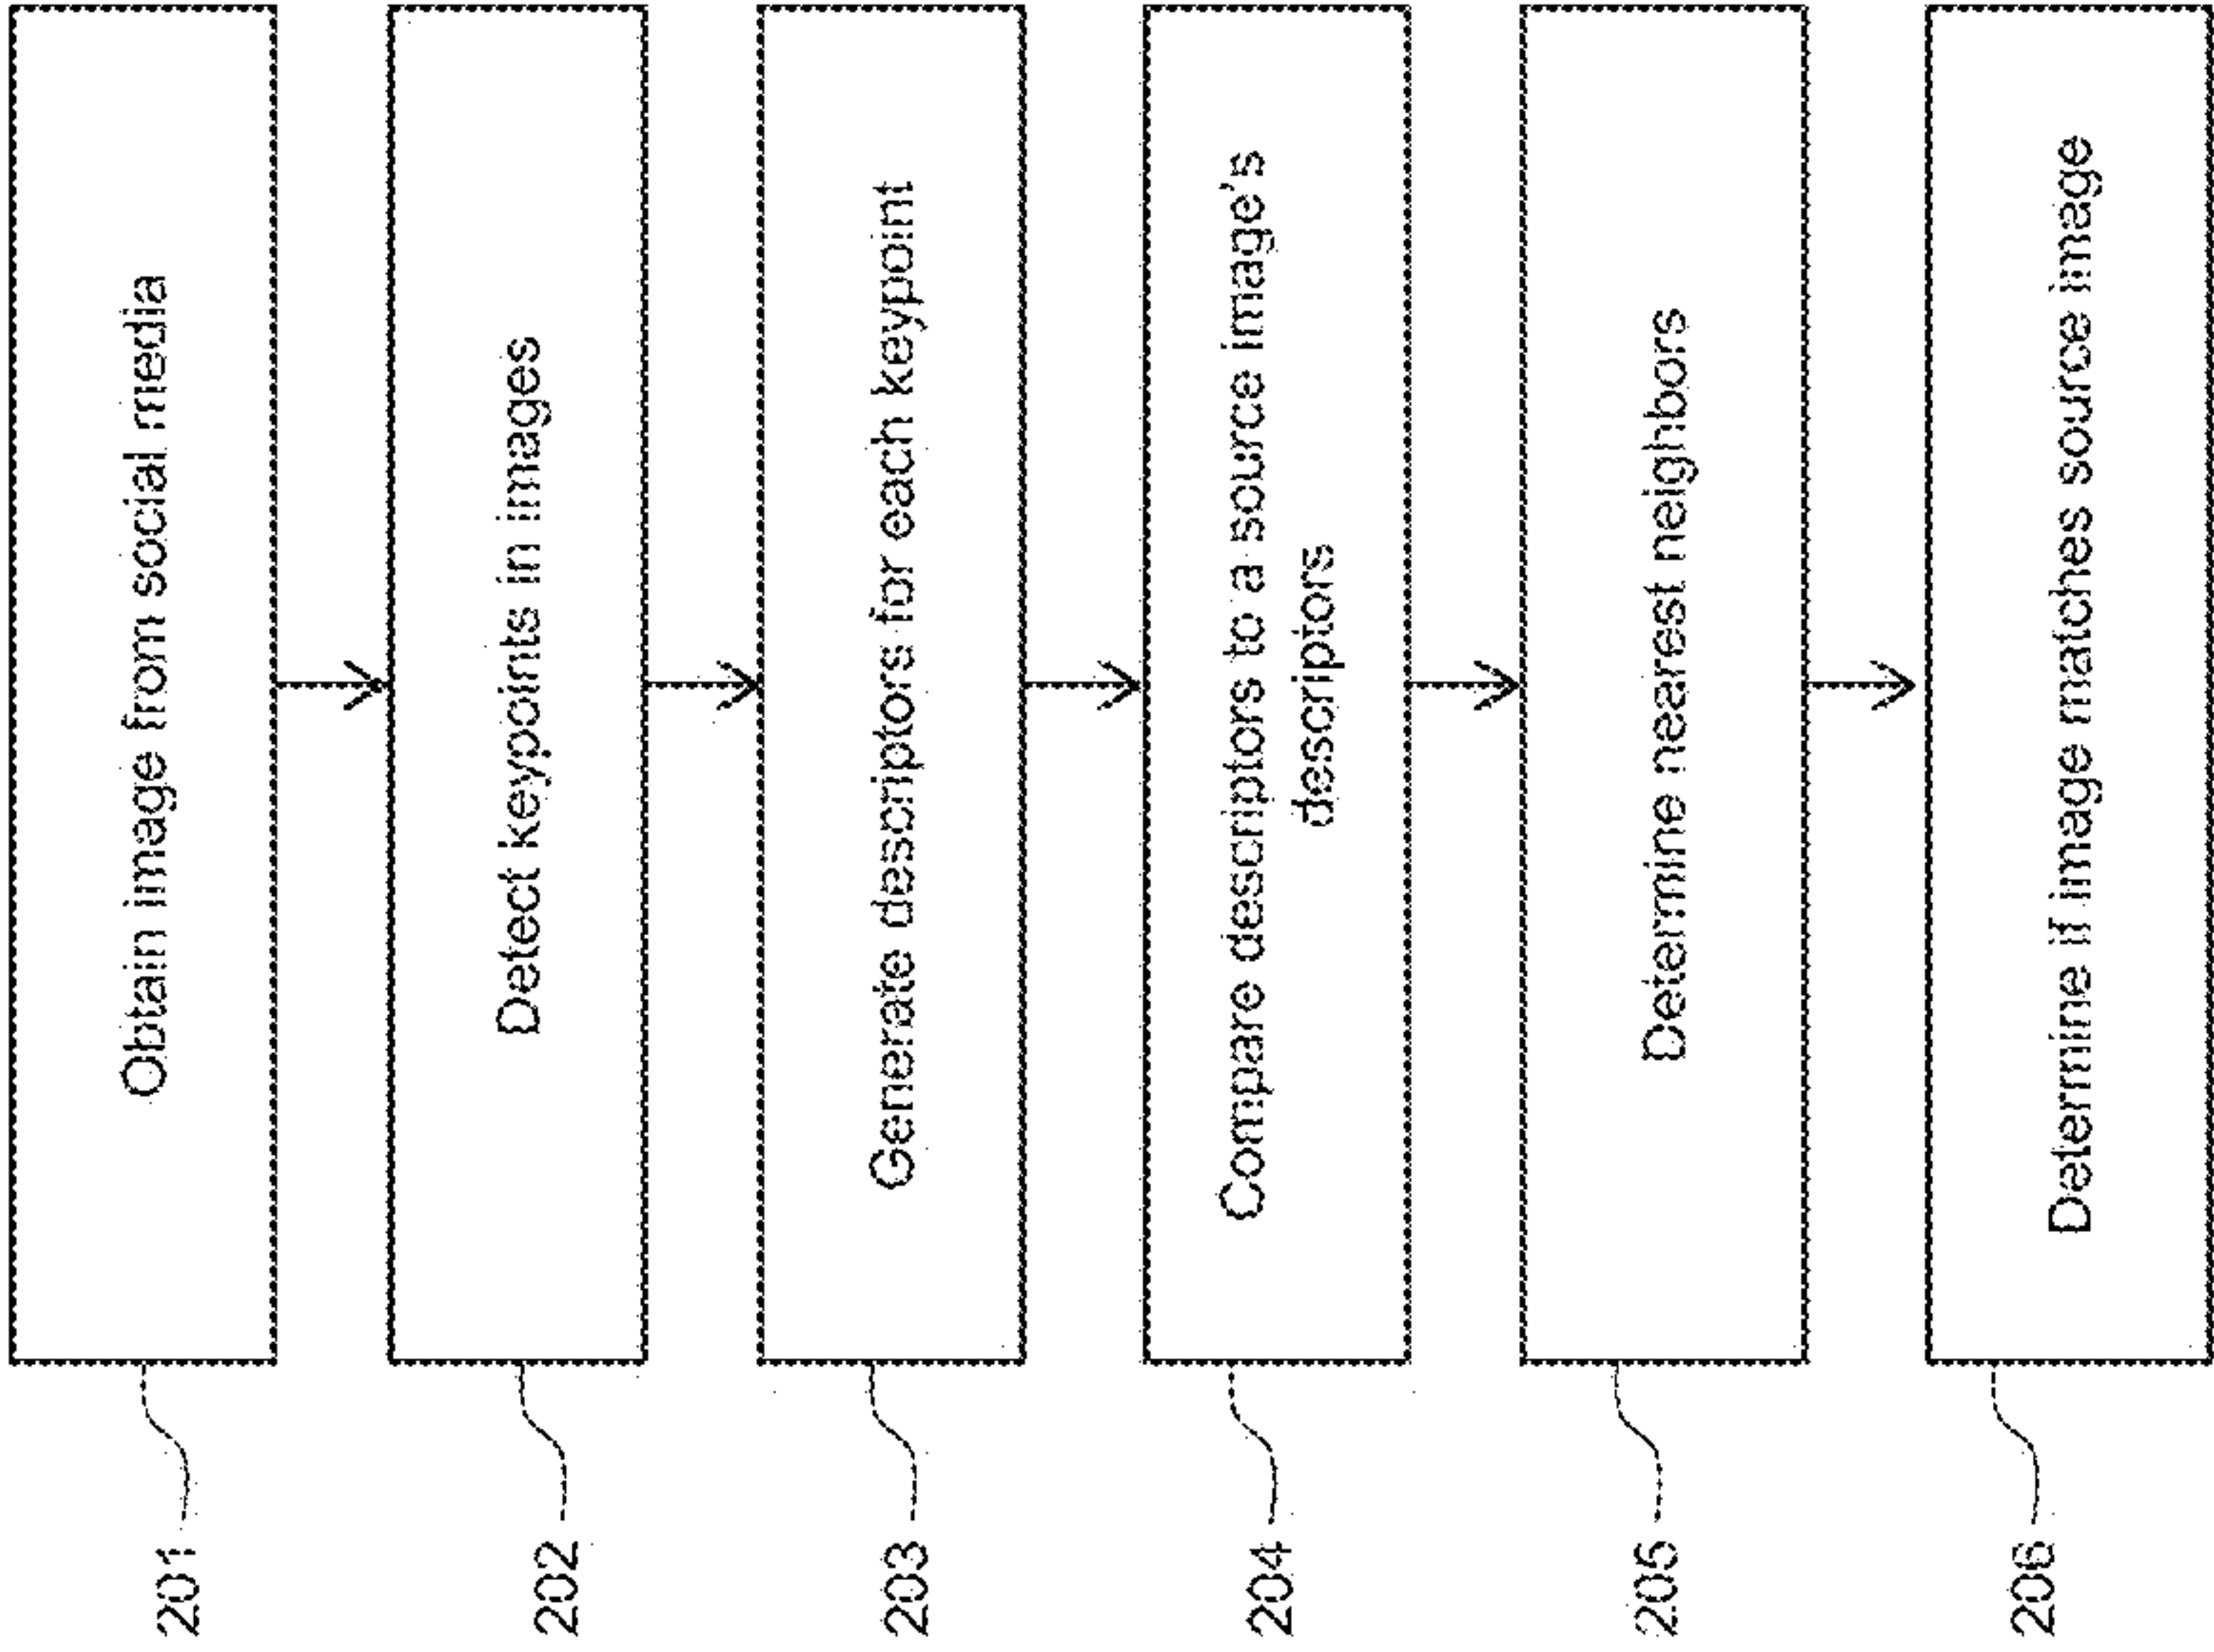 201
Obtain image from social media
202
Detect keypoints in images
203
Generate descriptors for each keypoint
204
Compare descriptors to a source image's
descriptors
205
Determine nearest neighbors
206
Determine if image matches source image